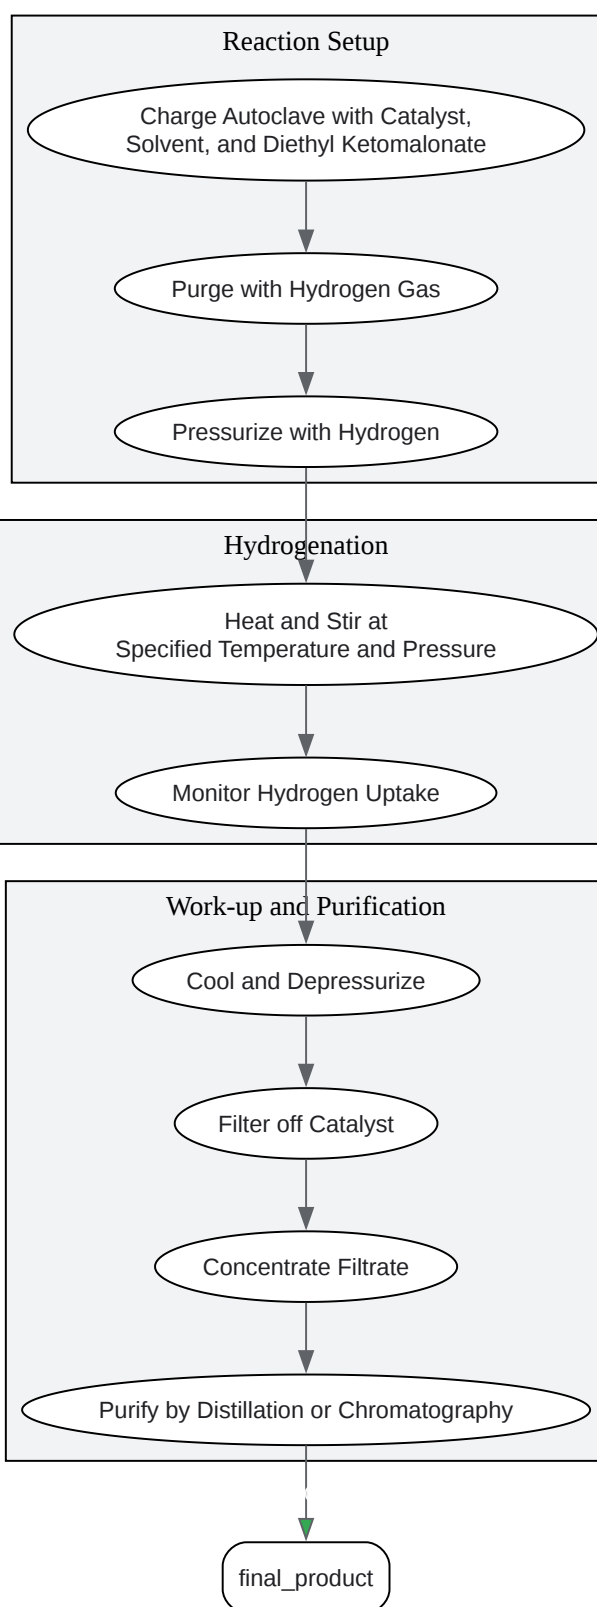 Reaction Setup
Charge Autoclave with Catalyst,
Solvent, and Diethyl Ketomalonate
Purge with Hydrogen Gas
Pressurize with Hydrogen
Hydrogenation
Heat and Stir at
Specified Temperature and Pressure
Monitor Hydrogen Uptake
Work-up and Purification
Cool and Depressurize
Filter off Catalyst
Concentrate Filtrate
Purify by Distillation or Chromatography
final_product